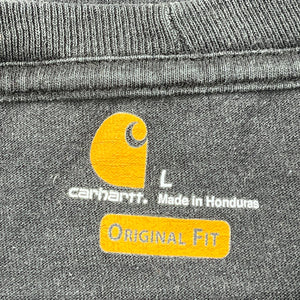 L
carhartt. Made in Honduras
ORIGINAL FIT